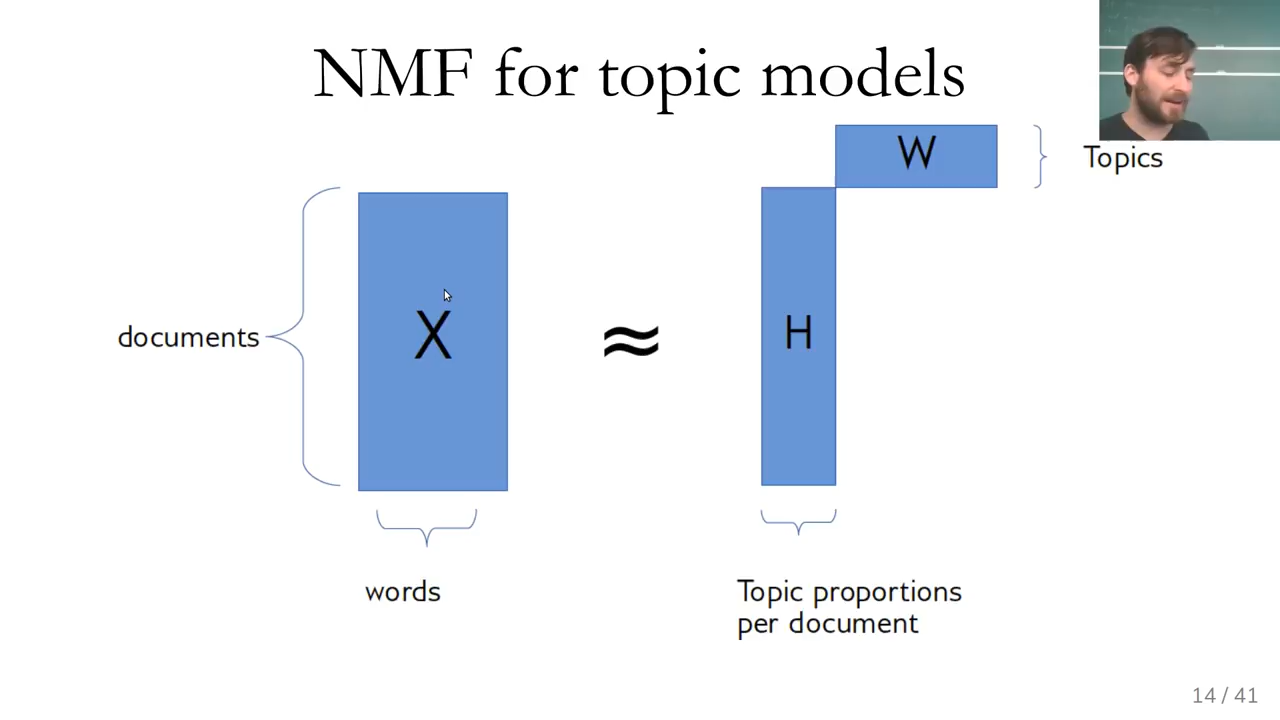 NMF for topic models
W
Topics
X
≈
H
documents
words
Topic proportions
per document
14 / 41